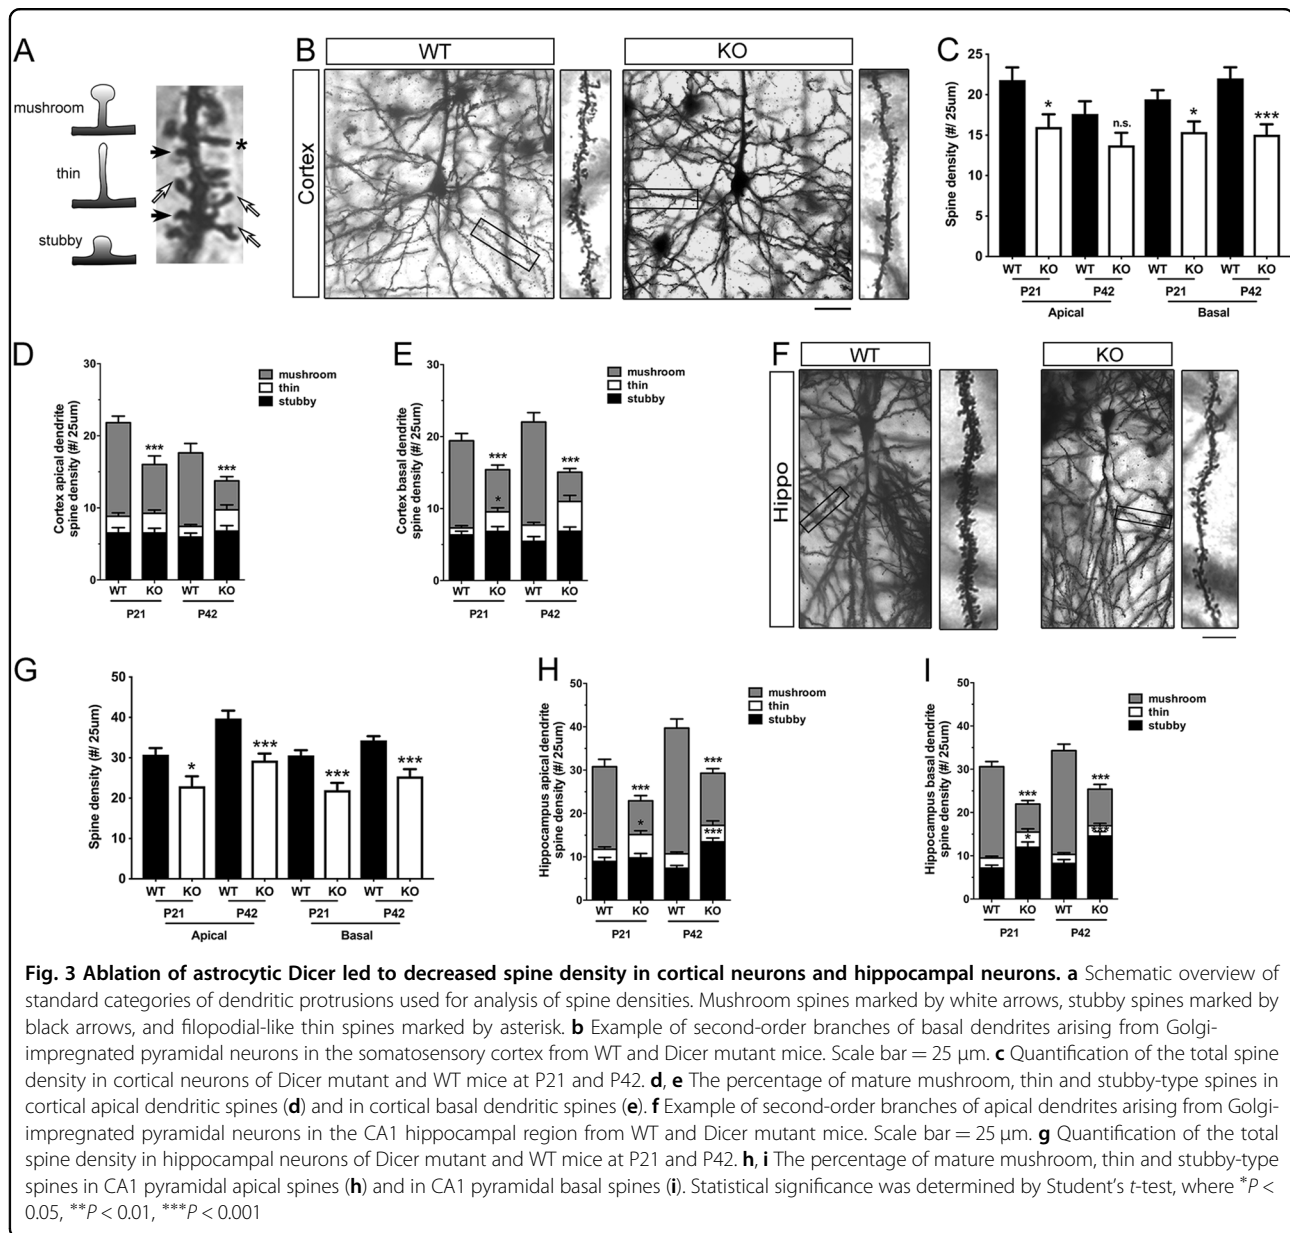 A
mushroom
thin
stubby
*
B
WT
KO
Cortex
C
Spine density (#/ 25um)
25
20
15
10
5
0
*
n.s.
*
***
WT KO WT KO WT KO WT KO
P21 P42 P21 P42
Apical Basal
D
Cortex apical dendrite
spine density (#/ 25um)
30
20
10
0
***
***
mushroom
thin
stubby
WT KO WT KO
P21 P42
E
Cortex basal dendrite
spine density (#/ 25um)
30
20
10
0
***
*
***
mushroom
thin
stubby
WT KO WT KO
P21 P42
F
WT
KO
Hippo
G
Spine density (#/ 25um)
50
40
30
20
10
0
*
***
***
***
WT KO WT KO WT KO WT KO
P21 P42 P21 P42
Apical Basal
H
Hippocampus apical dendrite
spine density (#/ 25um)
50
40
30
20
10
0
***
*
***
***
mushroom
thin
stubby
WT KO WT KO
P21 P42
I
Hippocampus basal dendrite
spine density (#/ 25um)
50
40
30
20
10
0
***
*
***
***
mushroom
thin
stubby
WT KO WT KO
P21 P42
Fig. 3 Ablation of astrocytic Dicer led to decreased spine density in cortical neurons and hippocampal neurons. a Schematic overview of
standard categories of dendritic protrusions used for analysis of spine densities. Mushroom spines marked by white arrows, stubby spines marked by
black arrows, and filopodial-like thin spines marked by asterisk. b Example of second-order branches of basal dendrites arising from Golgi-
impregnated pyramidal neurons in the somatosensory cortex from WT and Dicer mutant mice. Scale bar = 25 μm. c Quantification of the total spine
density in cortical neurons of Dicer mutant and WT mice at P21 and P42. d, e The percentage of mature mushroom, thin and stubby-type spines in
cortical apical dendritic spines (d) and in cortical basal dendritic spines (e). f Example of second-order branches of apical dendrites arising from Golgi-
impregnated pyramidal neurons in the CA1 hippocampal region from WT and Dicer mutant mice. Scale bar = 25 μm. g Quantification of the total
spine density in hippocampal neurons of Dicer mutant and WT mice at P21 and P42. h, i The percentage of mature mushroom, thin and stubby-type
spines in CA1 pyramidal apical spines (h) and in CA1 pyramidal basal spines (i). Statistical significance was determined by Student's t-test, where *P <
0.05, **P < 0.01, ***P < 0.001